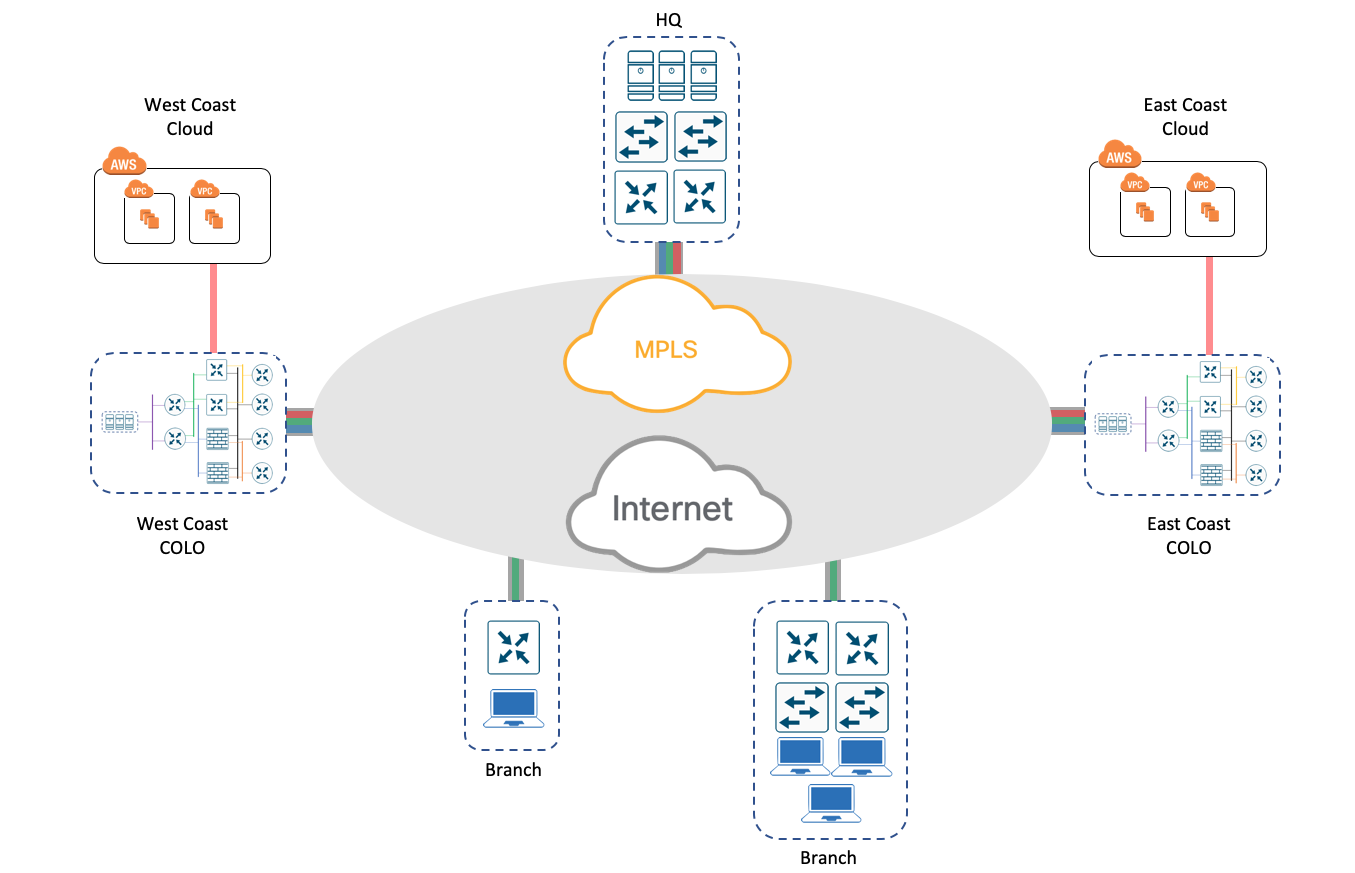 HQ
West Coast
Cloud
AWS
VPC
VPC
East Coast
Cloud
AWS
VPC
VPC
MPLS
Internet
West Coast
COLO
East Coast
COLO
Branch
Branch